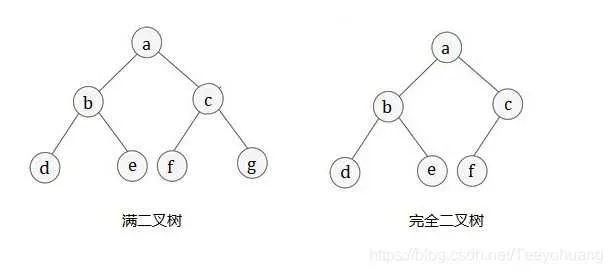 a
a
b
c
b
c
d
e
f
g
d
e
f
满二叉树
完全二叉树
https://blog.csdn.net/Teeyohuang